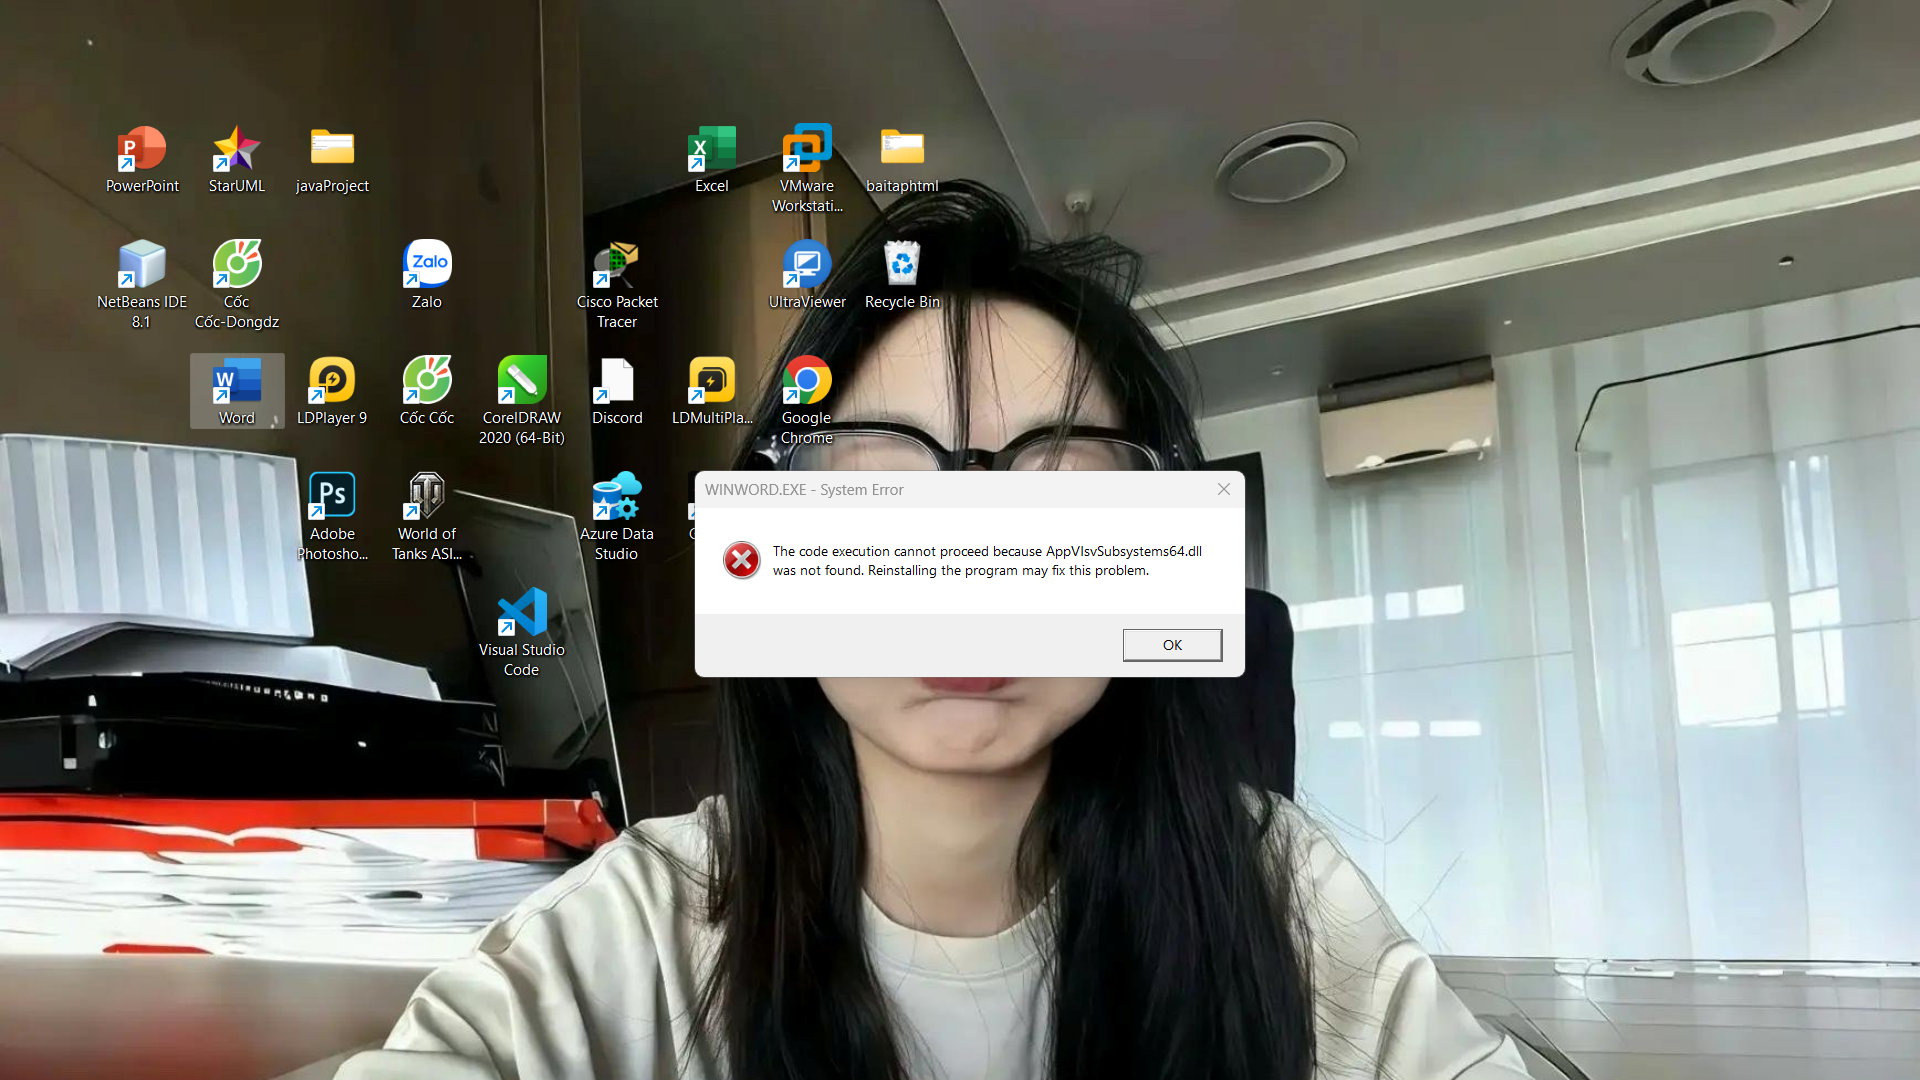 PowerPoint
StarUML
javaProject
Excel
VMware
Workstati...
baitaphtml
NetBeans IDE
8.1
Cốc
Cốc-Dongdz
Zalo
Zalo
Cisco Packet
Tracer
UltraViewer
Recycle Bin
Word
LDPlayer 9
Cốc Cốc
CorelDRAW
2020 (64-Bit)
Discord
LDMultiPla...
Google
Chrome
Ps
Adobe
Photosho...
World of
Tanks ASI...
Azure Data
Studio
Visual Studio
Code
WINWORD.EXE - System Error
The code execution cannot proceed because AppVIsvSubsystems64.dll
was not found. Reinstalling the program may fix this problem.
OK